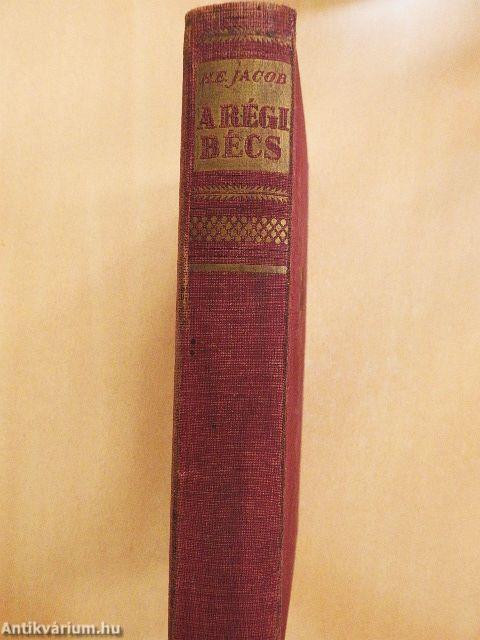 H.E. JACOB
A RÉGI
BÉCS
Antikvárium.hu